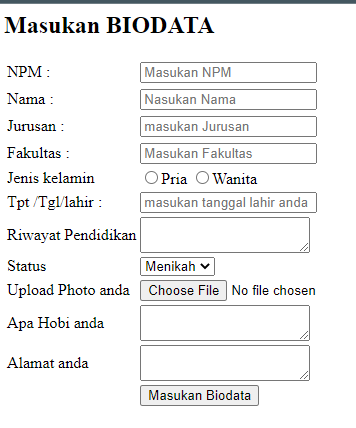 Masukan BIODATA
NPM : Masukan NPM
Nama : Nasukan Nama
Jurusan : masukan Jurusan
Fakultas : Masukan Fakultas
Jenis kelamin Pria Wanita
Tpt /Tgl/lahir : masukan tanggal lahir anda
Riwayat Pendidikan
Status Menikah
Upload Photo anda Choose File No file chosen
Apa Hobi anda
Alamat anda
Masukan Biodata